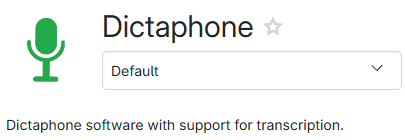 Dictaphone
Default
Dictaphone software with support for transcription.